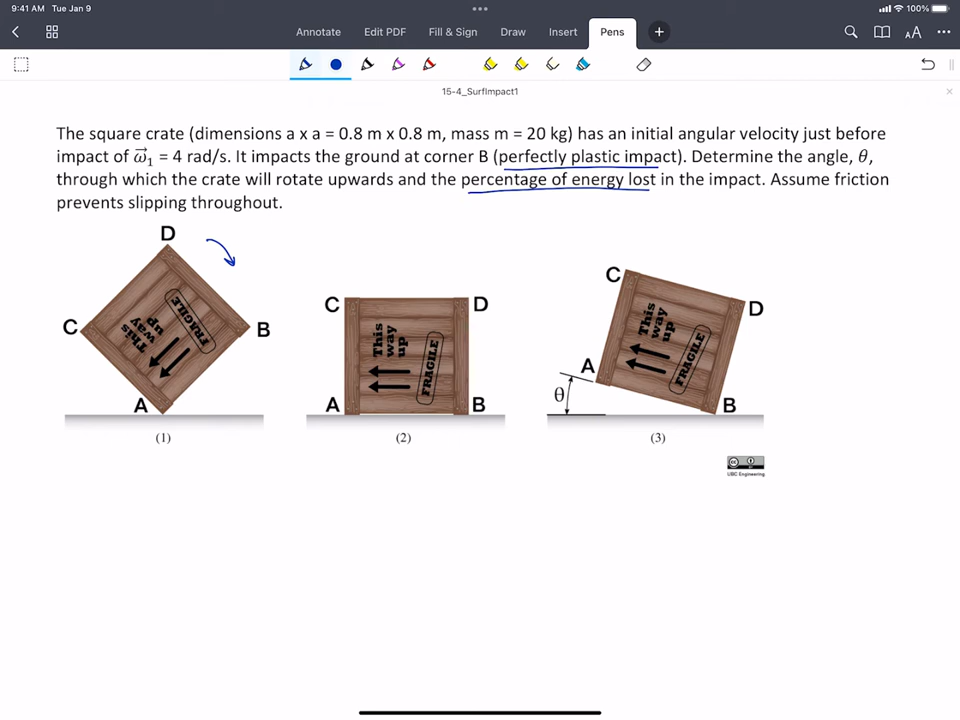 9:41 AM Tue Jan 9
100%
Annotate Edit PDF Fill & Sign Draw Insert Pens
AA
15-4_SurfImpact1
The square crate (dimensions a x a = 0.8 m x 0.8 m, mass m = 20 kg) has an initial angular velocity just before
impact of ω⃗₁ = 4 rad/s. It impacts the ground at corner B (perfectly plastic impact). Determine the angle, θ,
through which the crate will rotate upwards and the percentage of energy lost in the impact. Assume friction
prevents slipping throughout.
D
C
B
A
This way up
FRAGILE
(1)
C D
This way up
FRAGILE
A B
(2)
C
D
This way up
FRAGILE
A
θ
B
(3)
cc
UBC Engineering